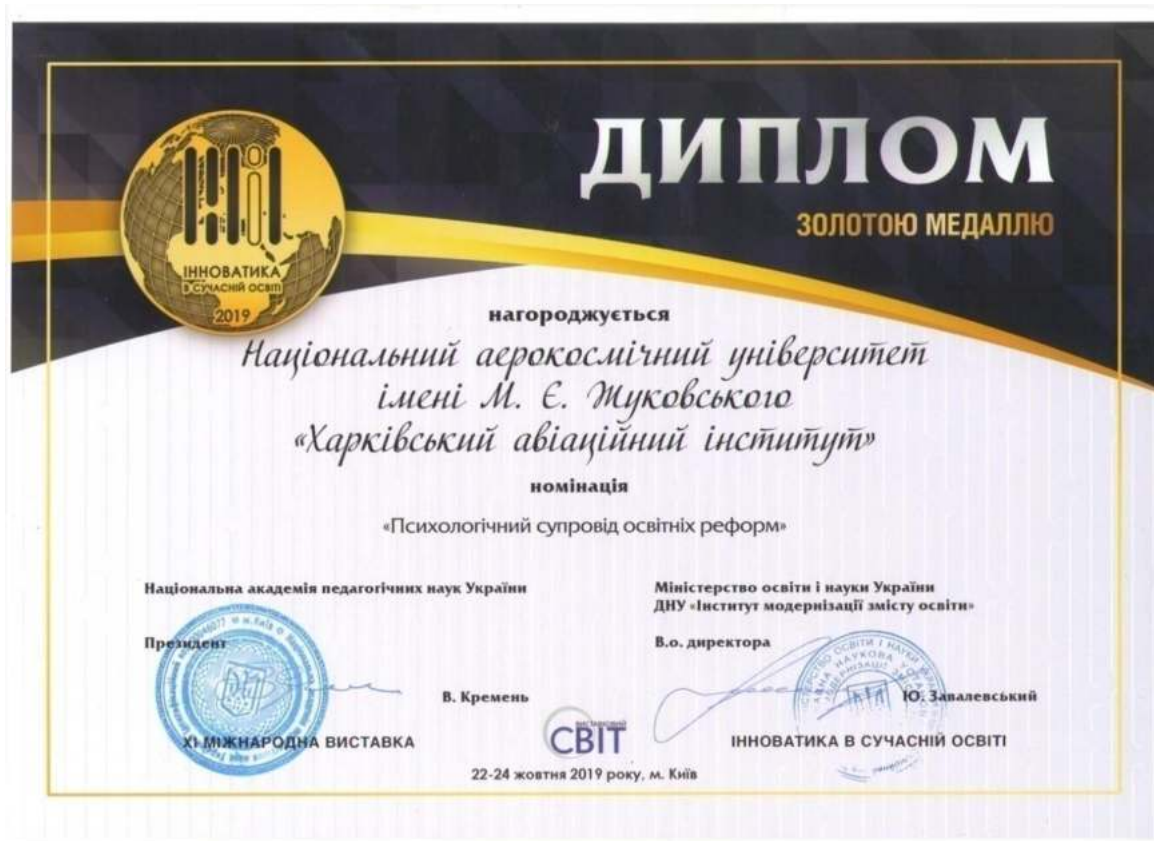 ДИПЛОМ
ЗОЛОТОЮ МЕДАЛЛЮ
ІННОВАТИКА
В СУЧАСНІЙ ОСВІТІ
2019
нагороджується
Національний аерокосмічний університет
імені М. Є. Жуковського
«Харківський авіаційний інститут»
номінація
«Психологічний супровід освітніх реформ»
Національна академія педагогічних наук України
Президент
В. Кремень
Міністерство освіти і науки України
ДНУ «Інститут модернізації змісту освіти»
В.о. директора
Ю. Завалевський
XI МІЖНАРОДНА ВИСТАВКА
ВИСТАВКОВИЙ
СВІТ
ІННОВАТИКА В СУЧАСНІЙ ОСВІТІ
22-24 жовтня 2019 року, м. Київ